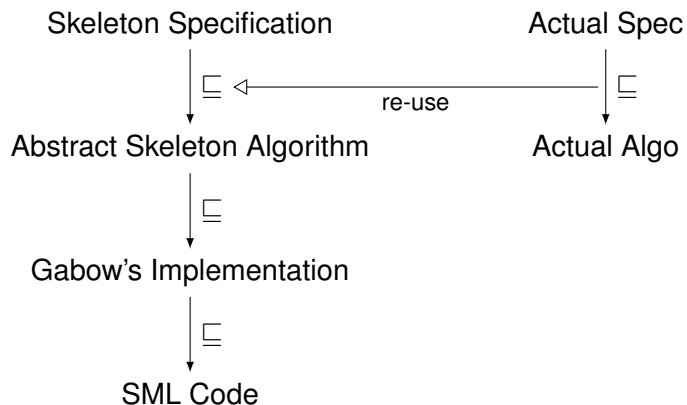 Skeleton Specification
Actual Spec
⊑
re-use
⊑
Abstract Skeleton Algorithm
Actual Algo
⊑
Gabow's Implementation
⊑
SML Code